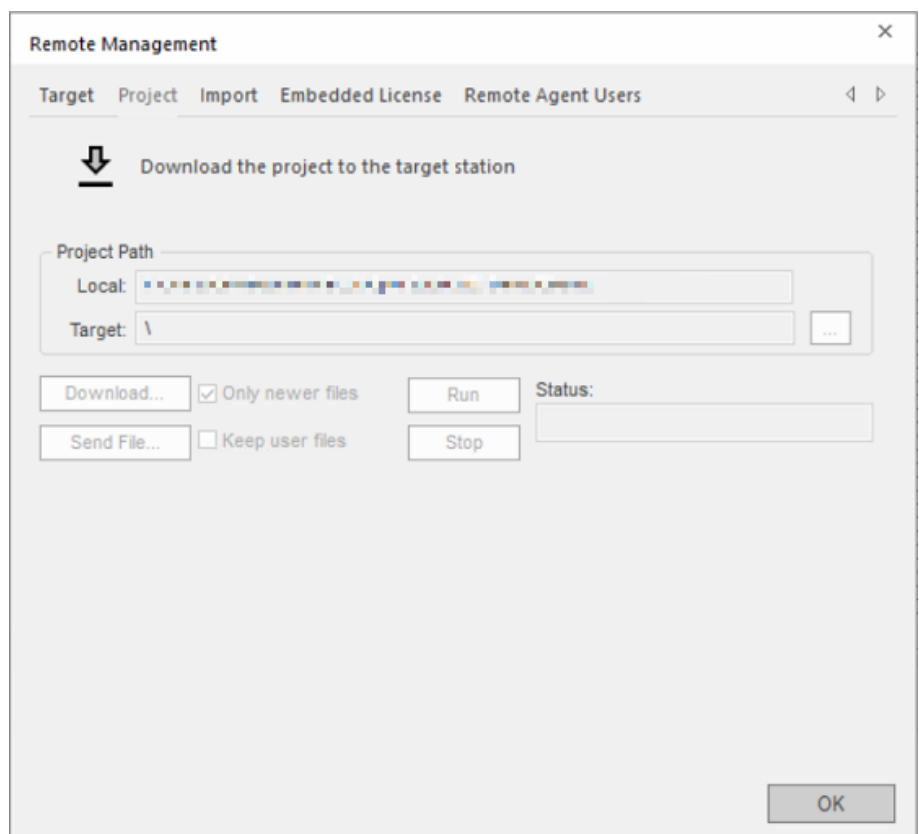 Remote Management
Target Project Import Embedded License Remote Agent Users
Download the project to the target station
Project Path
Local:
Target: \ ...
Download... Only newer files Run Status:
Send File... Keep user files Stop
OK